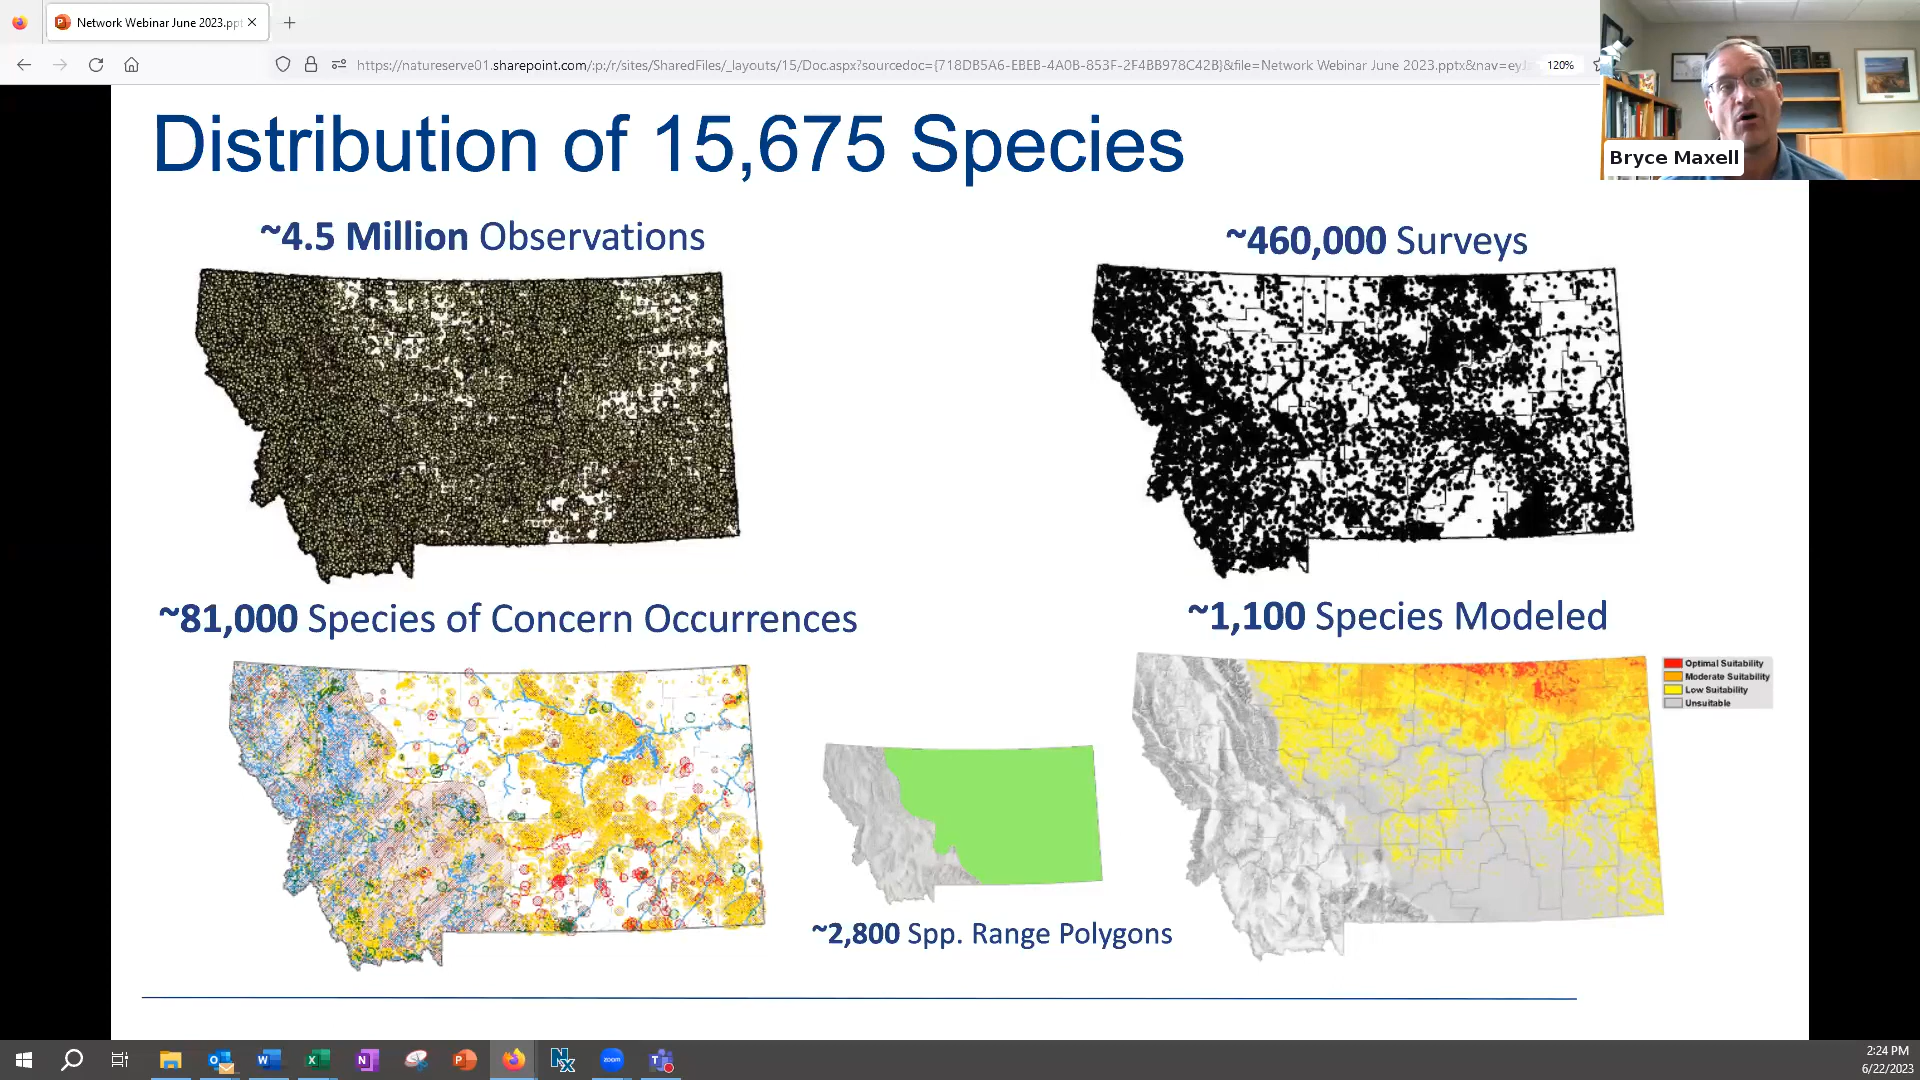 Network Webinar June 2023.ppt
https://natureserve01.sharepoint.com/:p:/r/sites/SharedFiles/_layouts/15/Doc.aspx?sourcedoc={718DB5A6-EBEB-4A0B-853F-2F4BB978C42B}&file=Network Webinar June 2023.pptx&nav=eyJ
120%
Bryce Maxell
Distribution of 15,675 Species
~4.5 Million Observations
~460,000 Surveys
~81,000 Species of Concern Occurrences
~1,100 Species Modeled
Optimal Suitability
Moderate Suitability
Low Suitability
Unsuitable
~2,800 Spp. Range Polygons
zoom
2:24 PM
6/22/2023